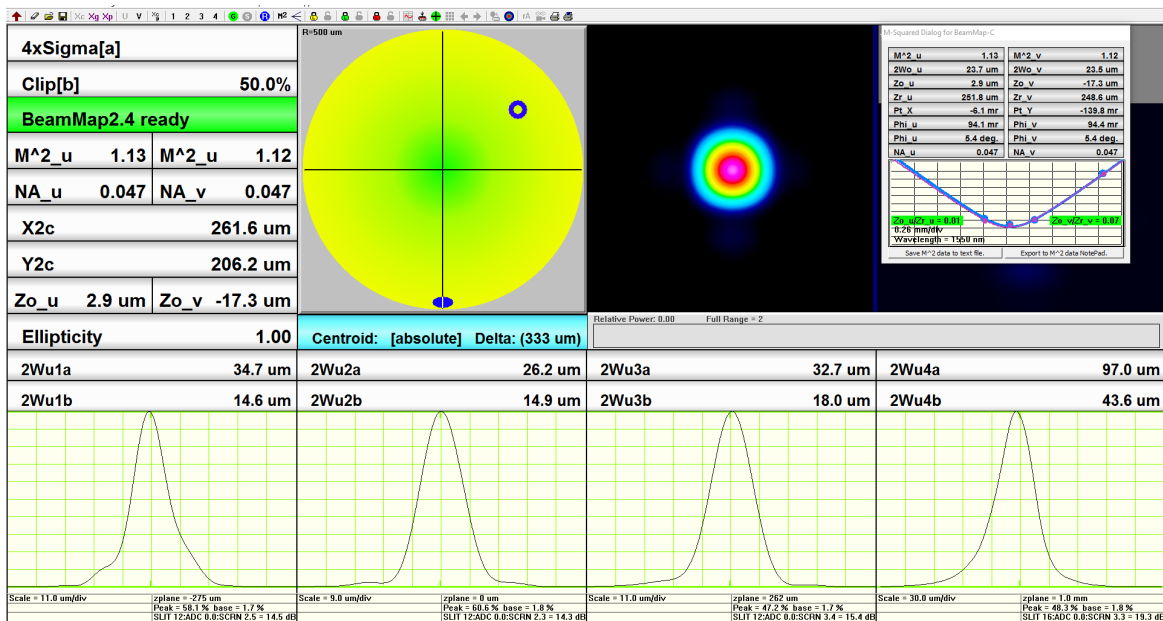 Xc Xg Xp U V Xg 1 2 3 4 G S R M2 rA
4xSigma[a]
Clip[b] 50.0%
BeamMap2.4 ready
M^2_u 1.13 M^2_u 1.12
NA_u 0.047 NA_v 0.047
X2c 261.6 um
Y2c 206.2 um
Zo_u 2.9 um Zo_v -17.3 um
Ellipticity 1.00
R=500 um
Centroid: [absolute] Delta: (333 um)
M-Squared Dialog for BeamMap-C
M^2_u 1.13 M^2_v 1.12
2Wo_u 23.7 um 2Wo_v 23.5 um
Zo_u 2.9 um Zo_v -17.3 um
Zr_u 251.8 um Zr_v 248.6 um
Pt_X -6.1 mr Pt_Y -139.8 mr
Phi_u 94.1 mr Phi_v 94.4 mr
Phi_u 5.4 deg. Phi_v 5.4 deg.
NA_u 0.047 NA_v 0.047
Zo_u/Zr_u = 0.01 Zo_v/Zr_v = 0.07
0.26 mm/div
Wavelength = 1550 nm
Save M^2 data to text file. Export to M^2 data NotePad.
Relative Power: 0.00 Full Range = 2
2Wu1a 34.7 um 2Wu2a 26.2 um 2Wu3a 32.7 um 2Wu4a 97.0 um
2Wu1b 14.6 um 2Wu2b 14.9 um 2Wu3b 18.0 um 2Wu4b 43.6 um
Scale = 11.0 um/div zplane = -275 um Scale = 9.0 um/div zplane = 0 um Scale = 11.0 um/div zplane = 262 um Scale = 30.0 um/div zplane = 1.0 mm
Peak = 58.1 % base = 1.7 % Peak = 60.6 % base = 1.8 % Peak = 47.2 % base = 1.7 % Peak = 48.3 % base = 1.8 %
SLIT 12:ADC 0.0:SCRN 2.5 = 14.5 dB SLIT 12:ADC 0.0:SCRN 2.3 = 14.3 dB SLIT 12:ADC 0.0:SCRN 3.4 = 15.4 dB SLIT 16:ADC 0.0:SCRN 3.3 = 19.3 dB